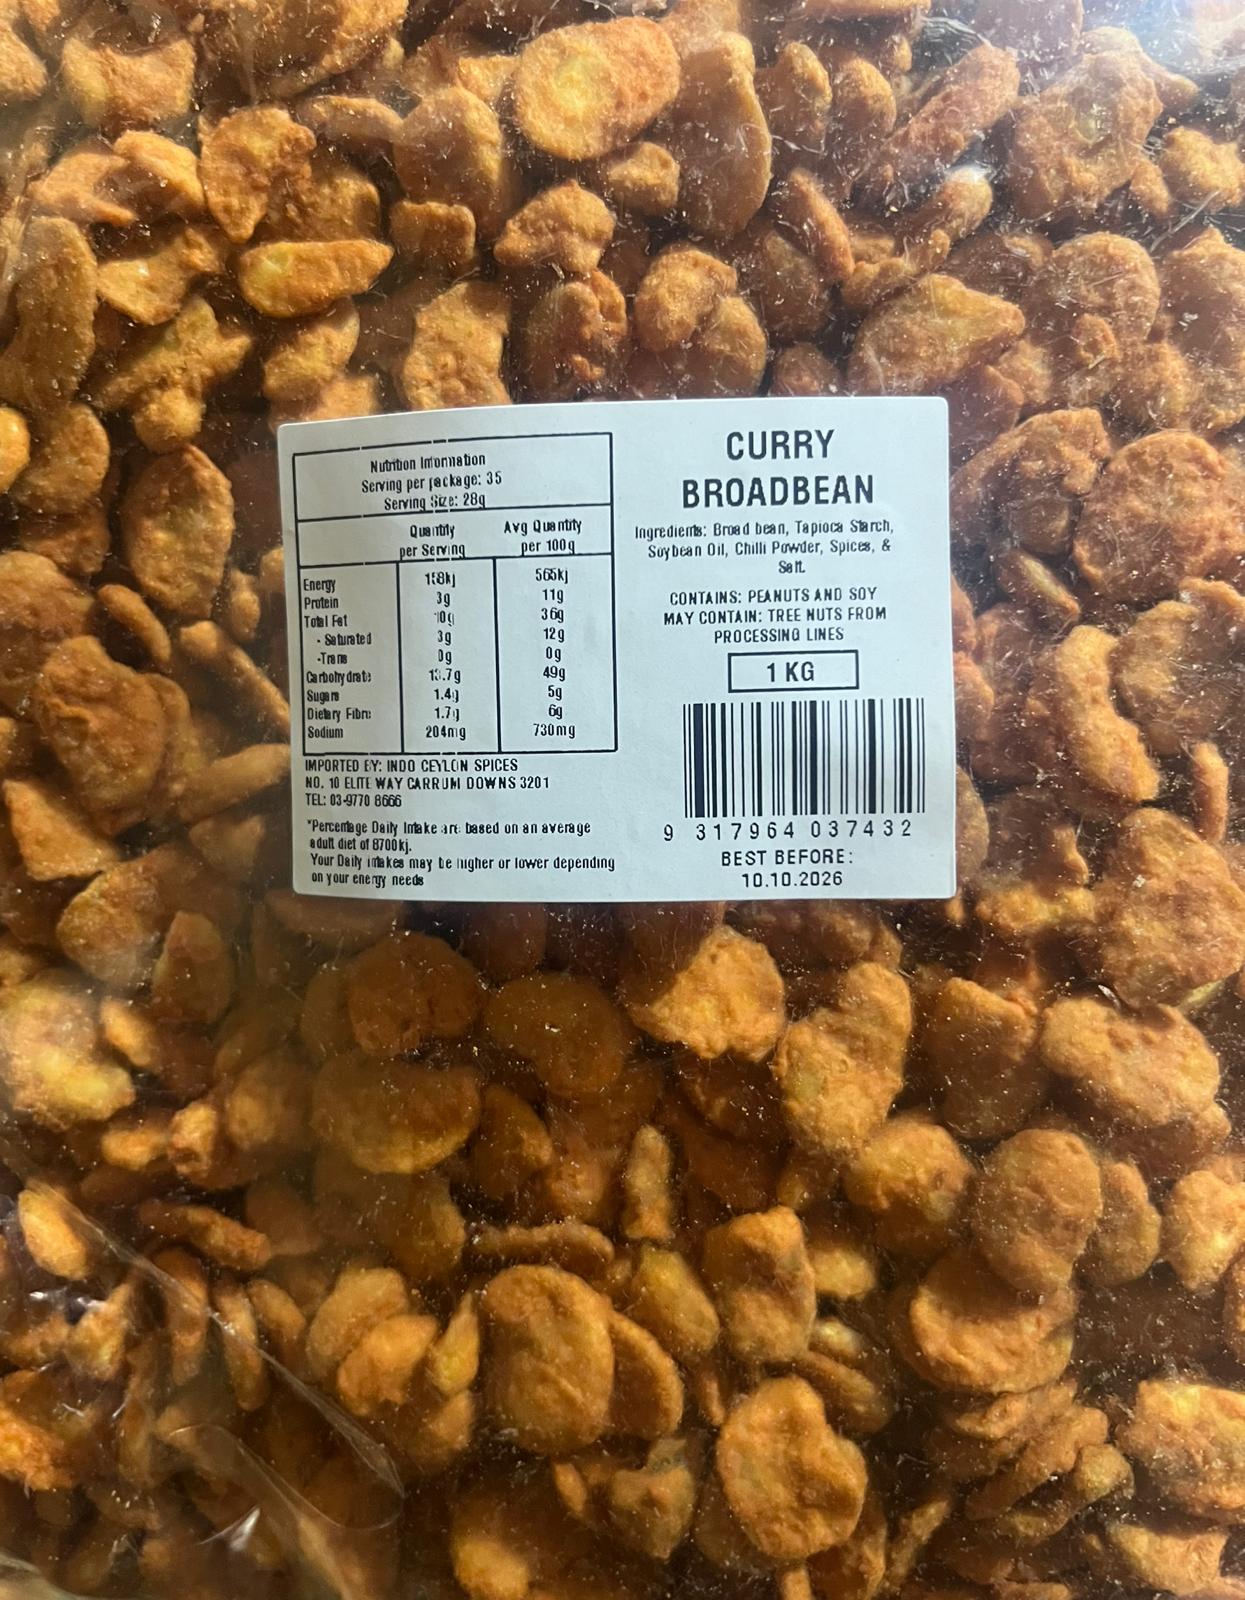 Nutrition Information
Serving per package: 35
Serving Size: 28g
Quantity per Serving
Avg Quantity per 100g
Energy 158kj 565kj
Protein 3g 11g
Total Fat 10g 36g
- Saturated 3g 12g
-Trans 0g 0g
Carbohydrate 13.7g 49g
Sugars 1.4g 5g
Dietary Fibre 1.7g 6g
Sodium 204mg 730mg
IMPORTED BY: INDO CEYLON SPICES
NO. 10 ELITE WAY CARRUM DOWNS 3201
TEL: 03-9770 8666
*Percentage Daily Intake are based on an average
adult diet of 8700kj.
Your Daily intakes may be higher or lower depending
on your energy needs
CURRY
BROADBEAN
Ingredients: Broad bean, Tapioca Starch,
Soybean Oil, Chilli Powder, Spices, &
Salt.
CONTAINS: PEANUTS AND SOY
MAY CONTAIN: TREE NUTS FROM
PROCESSING LINES
1 KG
9 317964 037432
BEST BEFORE:
10.10.2026